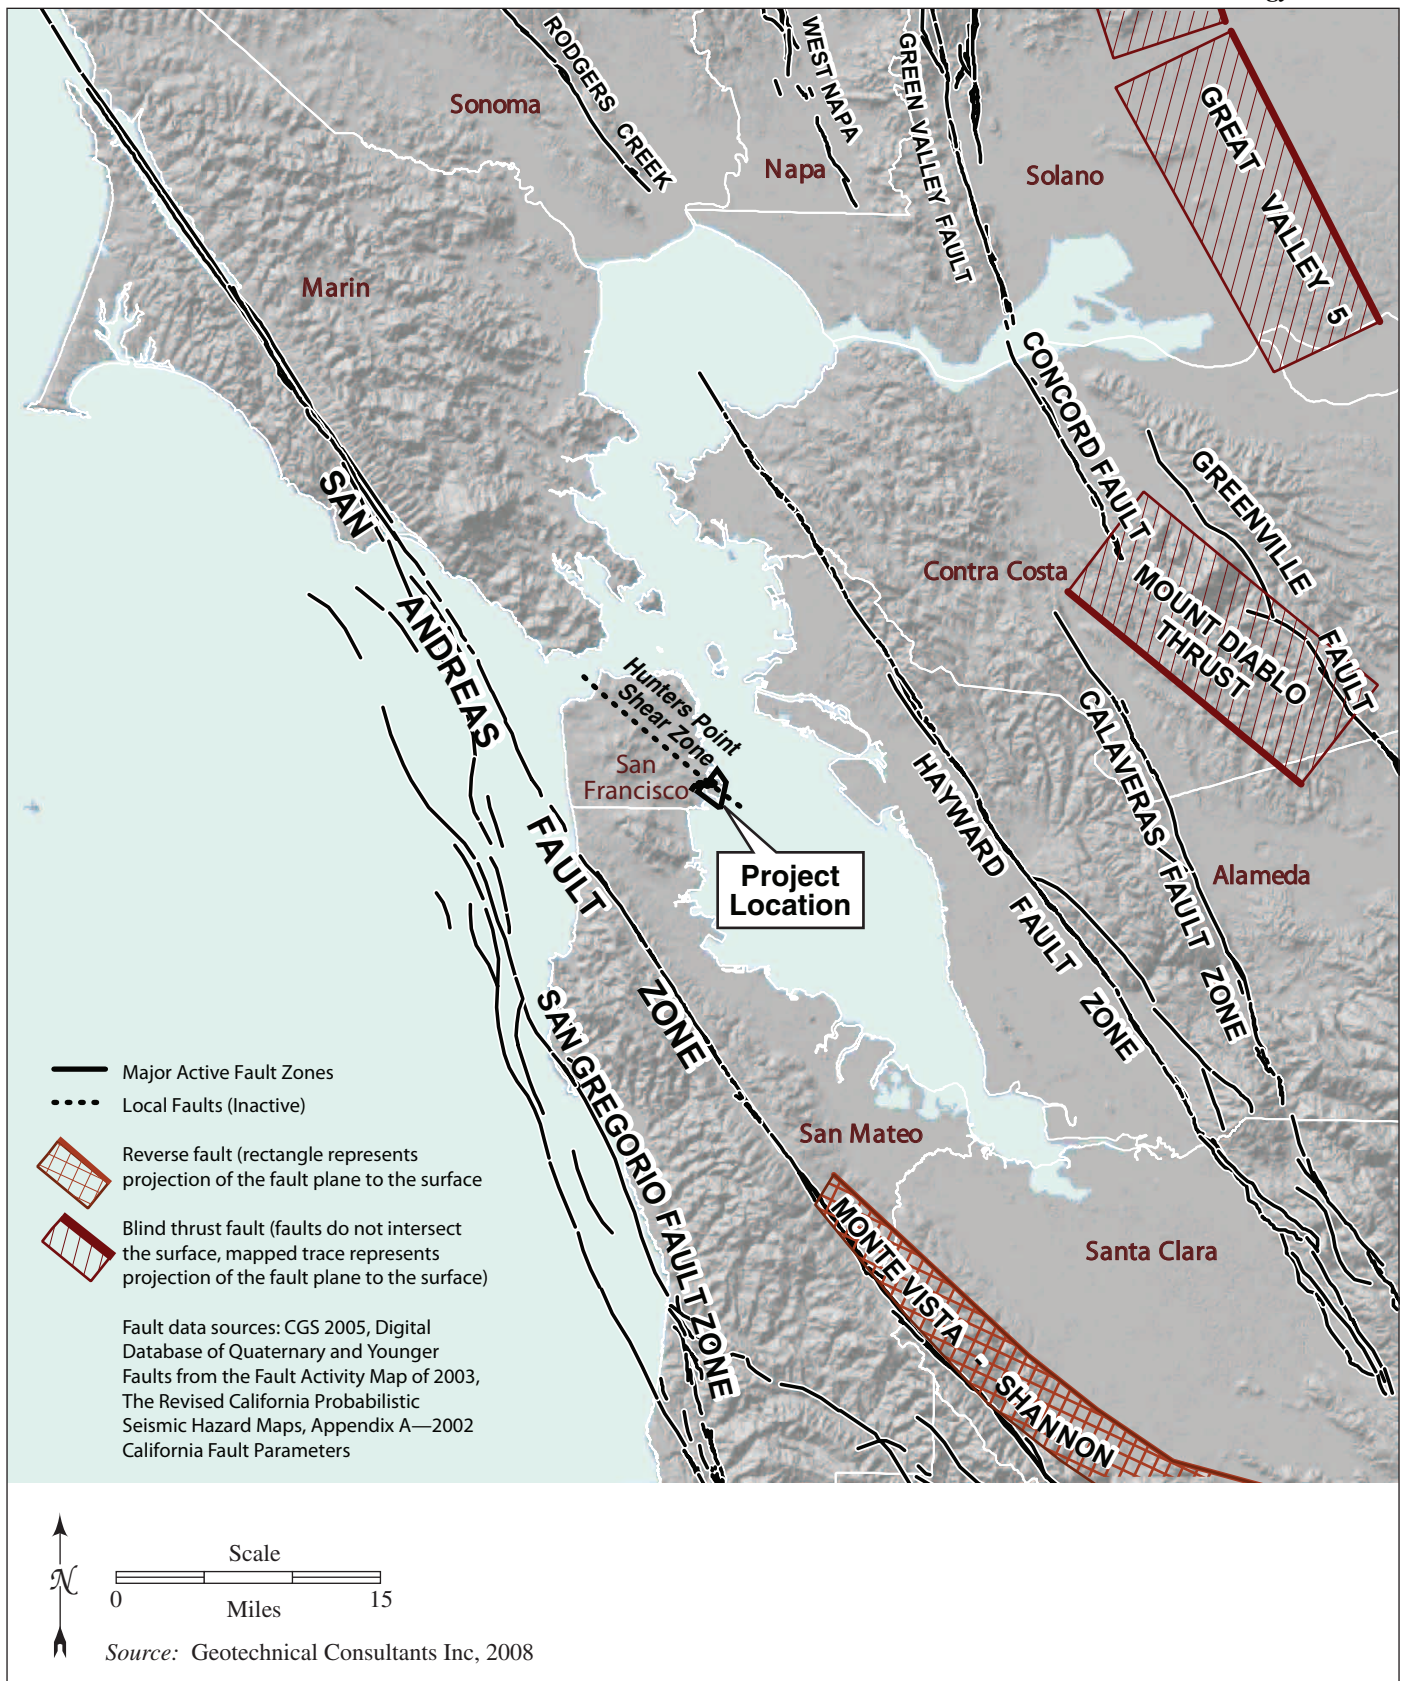 RODGERS CREEK
WEST NAPA
GREEN VALLEY FAULT
GREAT VALLEY 5
Sonoma
Napa
Solano
Marin
CONCORD FAULT
GREENVILLE FAULT
SAN ANDREAS FAULT ZONE
Contra Costa
MOUNT DIABLO
THRUST
Hunters Point
Shear Zone
San
Francisco
CALAVERAS FAULT ZONE
HAYWARD FAULT ZONE
Project
Location
Alameda
SAN GREGORIO FAULT ZONE
San Mateo
MONTE VISTA - SHANNON
Santa Clara
Major Active Fault Zones
Local Faults (Inactive)
Reverse fault (rectangle represents
projection of the fault plane to the surface
Blind thrust fault (faults do not intersect
the surface, mapped trace represents
projection of the fault plane to the surface)
Fault data sources: CGS 2005, Digital
Database of Quaternary and Younger
Faults from the Fault Activity Map of 2003,
The Revised California Probabilistic
Seismic Hazard Maps, Appendix A—2002
California Fault Parameters
N
Scale
0 15
Miles
Source: Geotechnical Consultants Inc, 2008